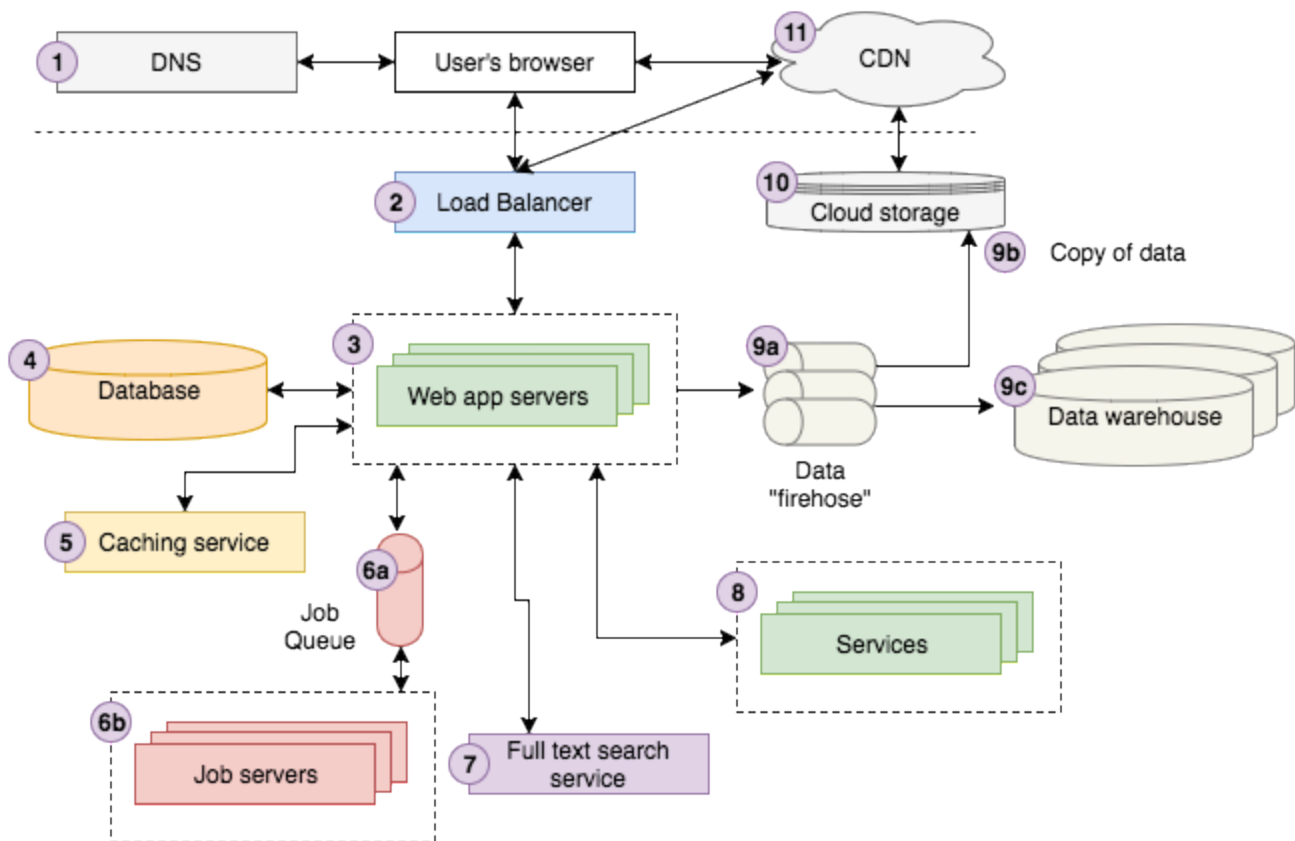 1
DNS
User's browser
11
CDN
2
Load Balancer
10
Cloud storage
9b
Copy of data
3
Web app servers
4
Database
9a
Data
"firehose"
9c
Data warehouse
5
Caching service
6a
Job
Queue
8
Services
6b
Job servers
7
Full text search
service